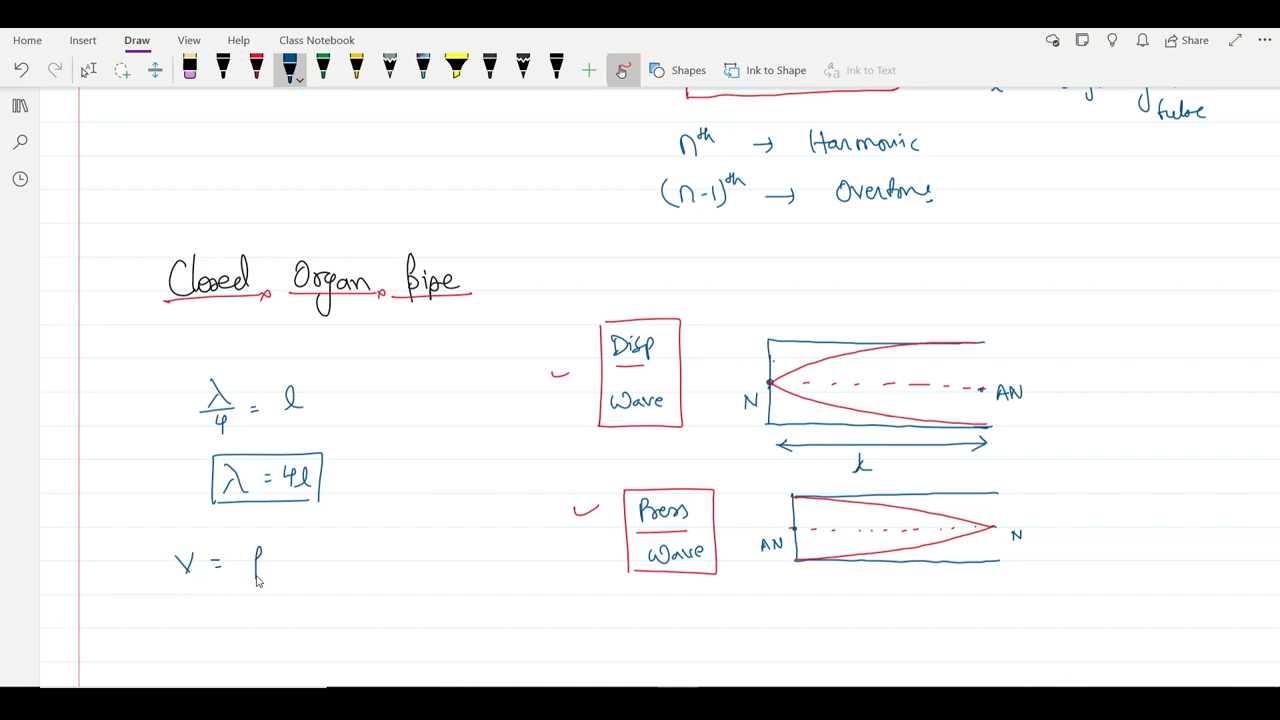 Home Insert Draw View Help Class Notebook
Share
Shapes Ink to Shape Ink to Text
tube
nth → Harmonic
(n-1)th → Overtone
Closed Organ Pipe
Disp
Wave
N
AN
l
λ/4 = l
λ = 4l
Press
Wave
AN
N
V = f